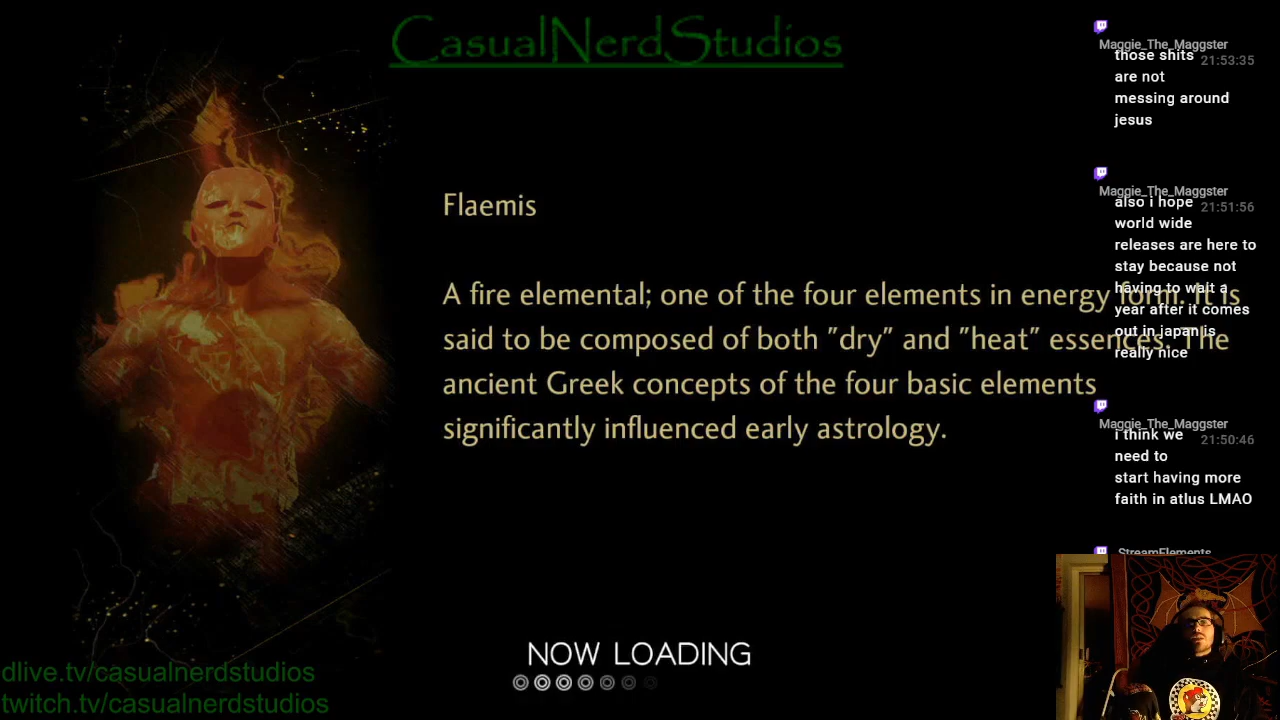 CasualNerdStudios
Flaemis
A fire elemental; one of the four elements in energy form. It is
said to be composed of both "dry" and "heat" essences. The
ancient Greek concepts of the four basic elements
significantly influenced early astrology.
NOW LOADING
dlive.tv/casualnerdstudios
twitch.tv/casualnerdstudios
Maggie_The_Maggster
those shits 21:53:35
are not
messing around
jesus
Maggie_The_Maggster
also i hope 21:51:56
world wide
releases are here to
stay because not
having to wait a
year after it comes
out in japan is
really nice
Maggie_The_Maggster
i think we 21:50:46
need to
start having more
faith in atlus LMAO
StreamElements